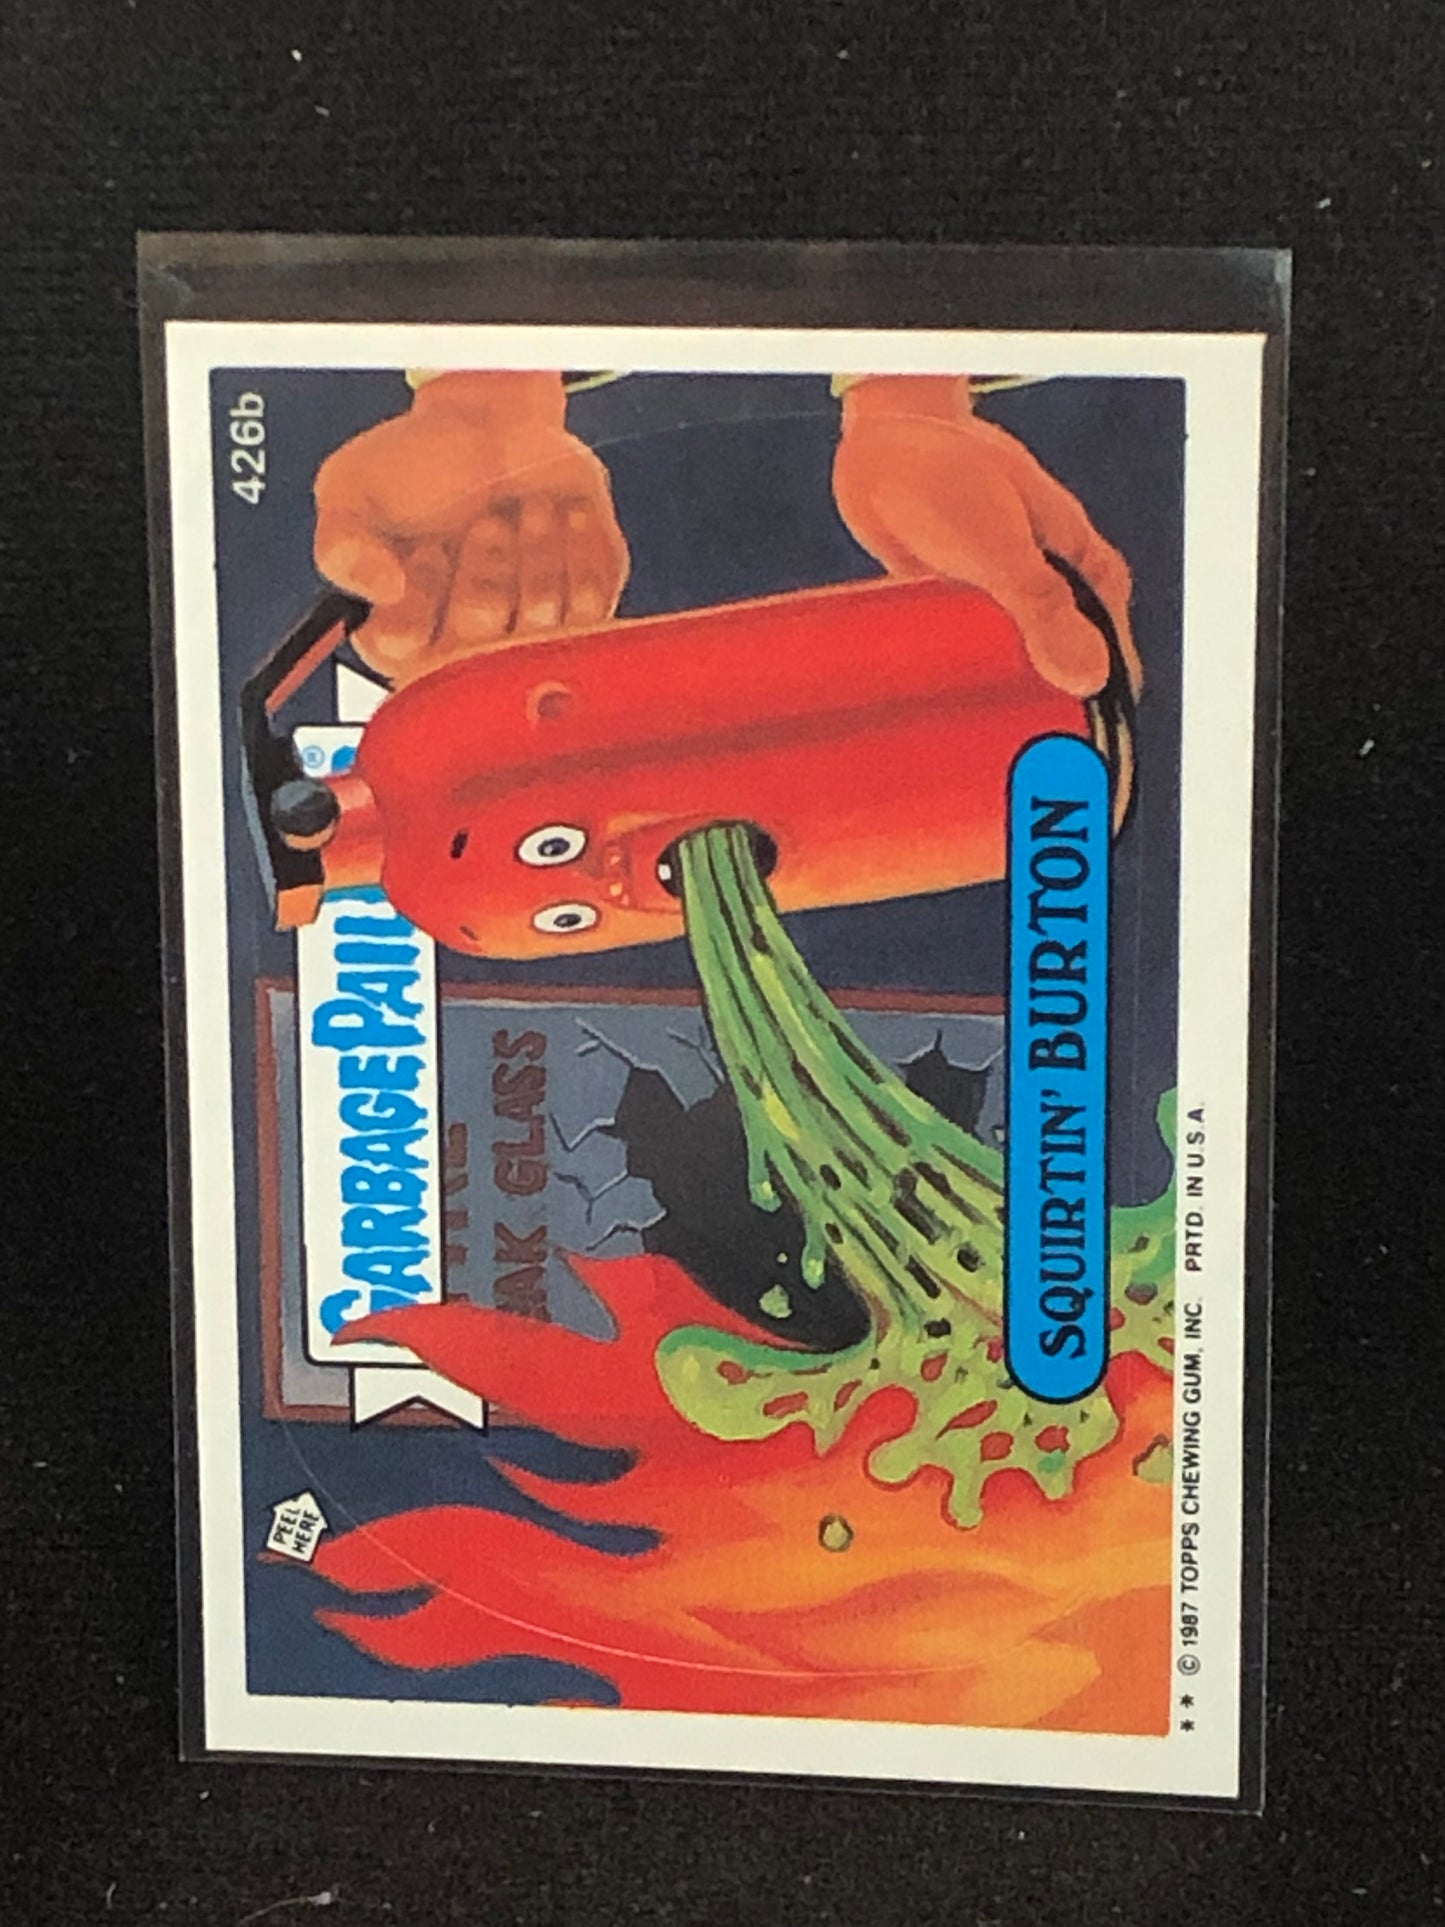 426b
GARBAGE PAIL
®
AK GLASS
PEEL
HERE
SQUIRTIN' BURTON
** © 1987 TOPPS CHEWING GUM, INC. PRTD. IN U.S.A.